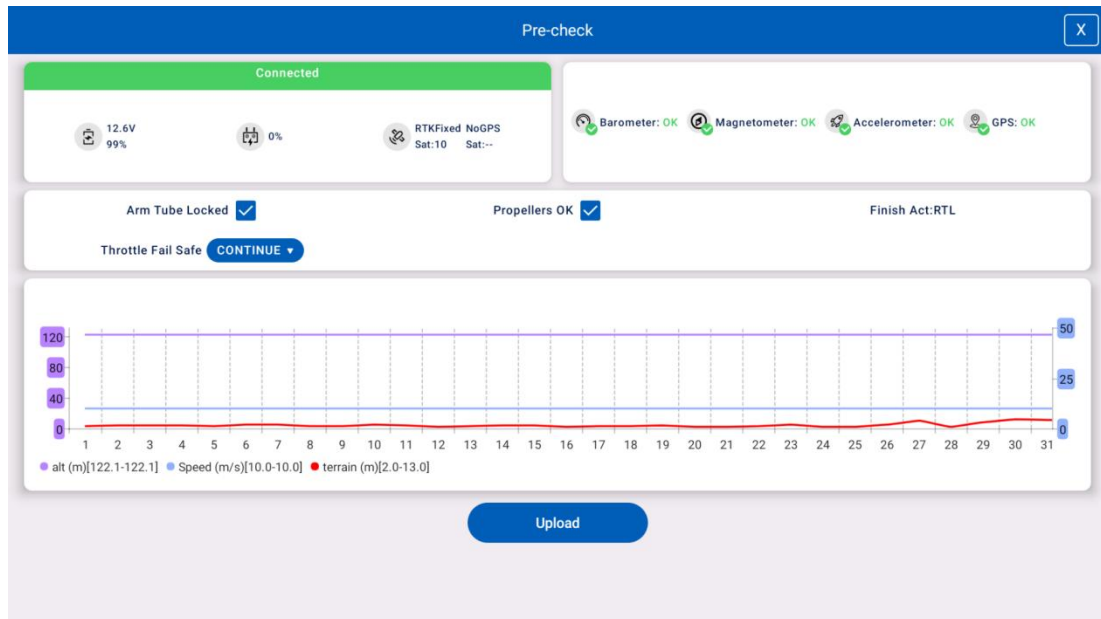 Pre-check
X
Connected
12.6V
99%
0%
RTKFixed NoGPS
Sat:10 Sat:--
Barometer: OK Magnetometer: OK Accelerometer: OK GPS: OK
Arm Tube Locked Propellers OK Finish Act:RTL
Throttle Fail Safe CONTINUE
120
80
40
0
50
25
0
1 2 3 4 5 6 7 8 9 10 11 12 13 14 15 16 17 18 19 20 21 22 23 24 25 26 27 28 29 30 31
alt (m)[122.1-122.1] Speed (m/s)[10.0-10.0] terrain (m)[2.0-13.0]
Upload